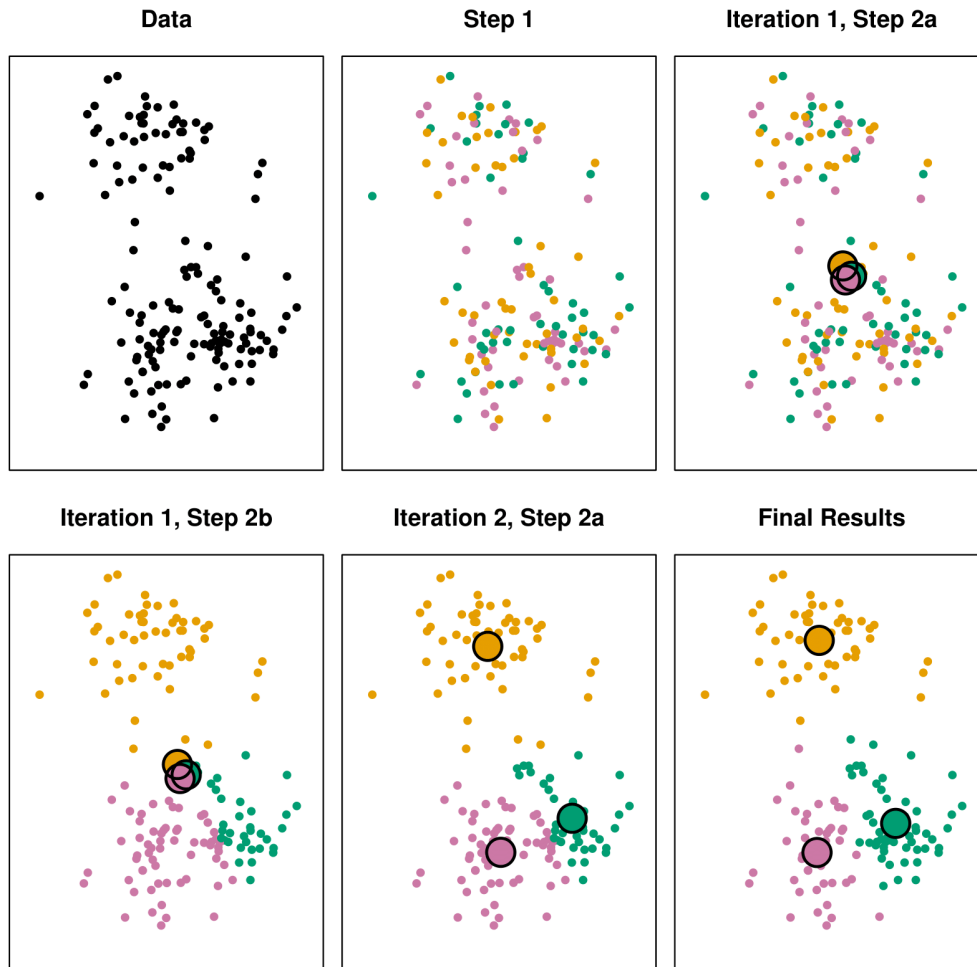 Data
Step 1
Iteration 1, Step 2a
Iteration 1, Step 2b
Iteration 2, Step 2a
Final Results